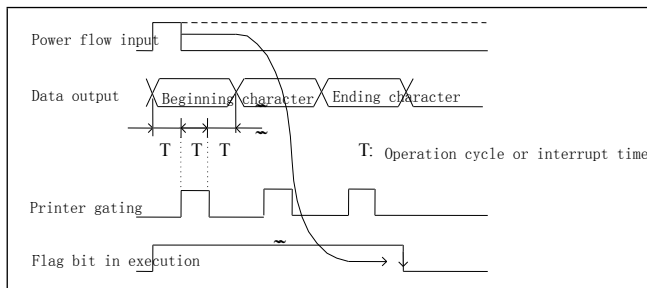 Power flow input
Data output
Beginning character
Ending character
T T T
T: Operation cycle or interrupt time
Printer gating
Flag bit in execution